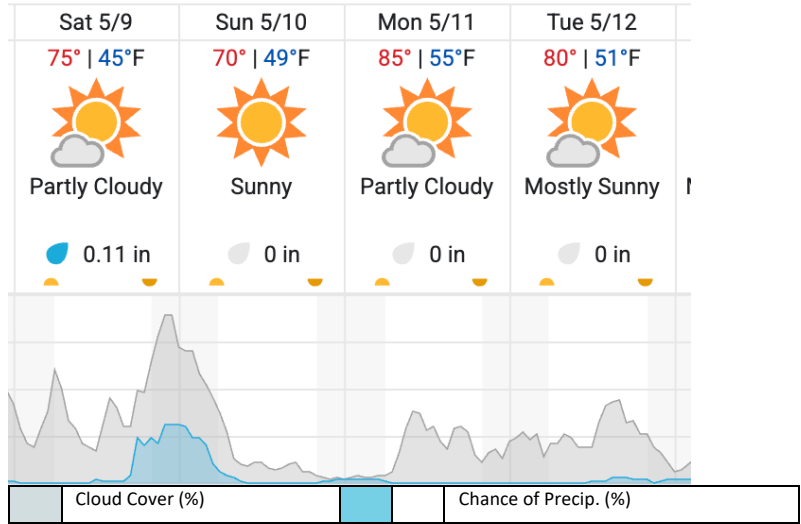 Sat 5/9 Sun 5/10 Mon 5/11 Tue 5/12
75° | 45°F 70° | 49°F 85° | 55°F 80° | 51°F
Partly Cloudy Sunny Partly Cloudy Mostly Sunny
0.11 in 0 in 0 in 0 in
Cloud Cover (%) Chance of Precip. (%)